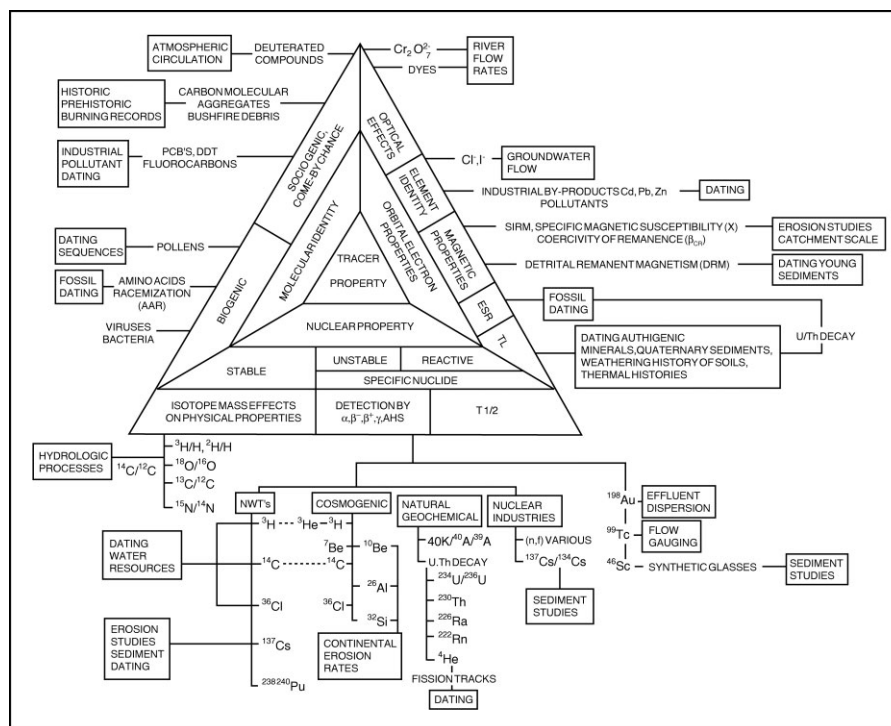 ATMOSPHERIC
CIRCULATION
DEUTERATED
COMPOUNDS
Cr₂O₇²⁻
DYES
RIVER
FLOW
RATES
HISTORIC
PREHISTORIC
BURNING RECORDS
CARBON MOLECULAR
AGGREGATES
BUSHFIRE DEBRIS
INDUSTRIAL
POLLUTANT
DATING
PCB'S, DDT
FLUOROCARBONS
Cl⁻,I⁻
GROUNDWATER
FLOW
INDUSTRIAL BY-PRODUCTS Cd, Pb, Zn
POLLUTANTS
DATING
SIRM, SPECIFIC MAGNETIC SUSCEPTIBILITY (X)
COERCIVITY OF REMANENCE (βCR)
EROSION STUDIES
CATCHMENT SCALE
DATING
SEQUENCES
POLLENS
DETRITAL REMANENT MAGNETISM (DRM)
DATING YOUNG
SEDIMENTS
FOSSIL
DATING
AMINO ACIDS
RACEMIZATION
(AAR)
VIRUSES
BACTERIA
FOSSIL
DATING
U/Th DECAY
DATING AUTHIGENIC
MINERALS,QUATERNARY SEDIMENTS,
WEATHERING HISTORY OF SOILS,
THERMAL HISTORIES
SOCIOGENIC,
COME-BY CHANCE
BIOGENIC
MOLECULAR IDENTITY
OPTICAL
EFFECTS
ELEMENT
IDENTITY
MAGNETIC
PROPERTIES
ESR
TL
ORBITAL ELECTRON
PROPERTIES
TRACER
PROPERTY
NUCLEAR PROPERTY
STABLE
UNSTABLE
REACTIVE
SPECIFIC NUCLIDE
ISOTOPE MASS EFFECTS
ON PHYSICAL PROPERTIES
DETECTION BY
α,β⁻,β⁺,γ,AHS
T 1/2
HYDROLOGIC
PROCESSES
¹⁴C/¹²C
³H/H, ²H/H
¹⁸O/¹⁶O
¹³C/¹²C
¹⁵N/¹⁴N
NWT's
³H
¹⁴C
³⁶Cl
¹³⁷Cs
²³⁸²⁴⁰Pu
DATING
WATER
RESOURCES
EROSION
STUDIES
SEDIMENT
DATING
COSMOGENIC
³He
³H
⁷Be
¹⁰Be
¹⁴C
²⁶Al
³⁶Cl
³²Si
CONTINENTAL
EROSION
RATES
NATURAL
GEOCHEMICAL
40K/⁴⁰A/³⁹A
U.Th DECAY
²³⁴U/²³⁶U
²³⁰Th
²²⁶Ra
²²²Rn
⁴He
FISSION TRACKS
DATING
NUCLEAR
INDUSTRIES
(n,f) VARIOUS
¹³⁷Cs/¹³⁴Cs
SEDIMENT
STUDIES
¹⁹⁸Au
EFFLUENT
DISPERSION
⁹⁹Tc
FLOW
GAUGING
⁴⁶Sc
SYNTHETIC GLASSES
SEDIMENT
STUDIES